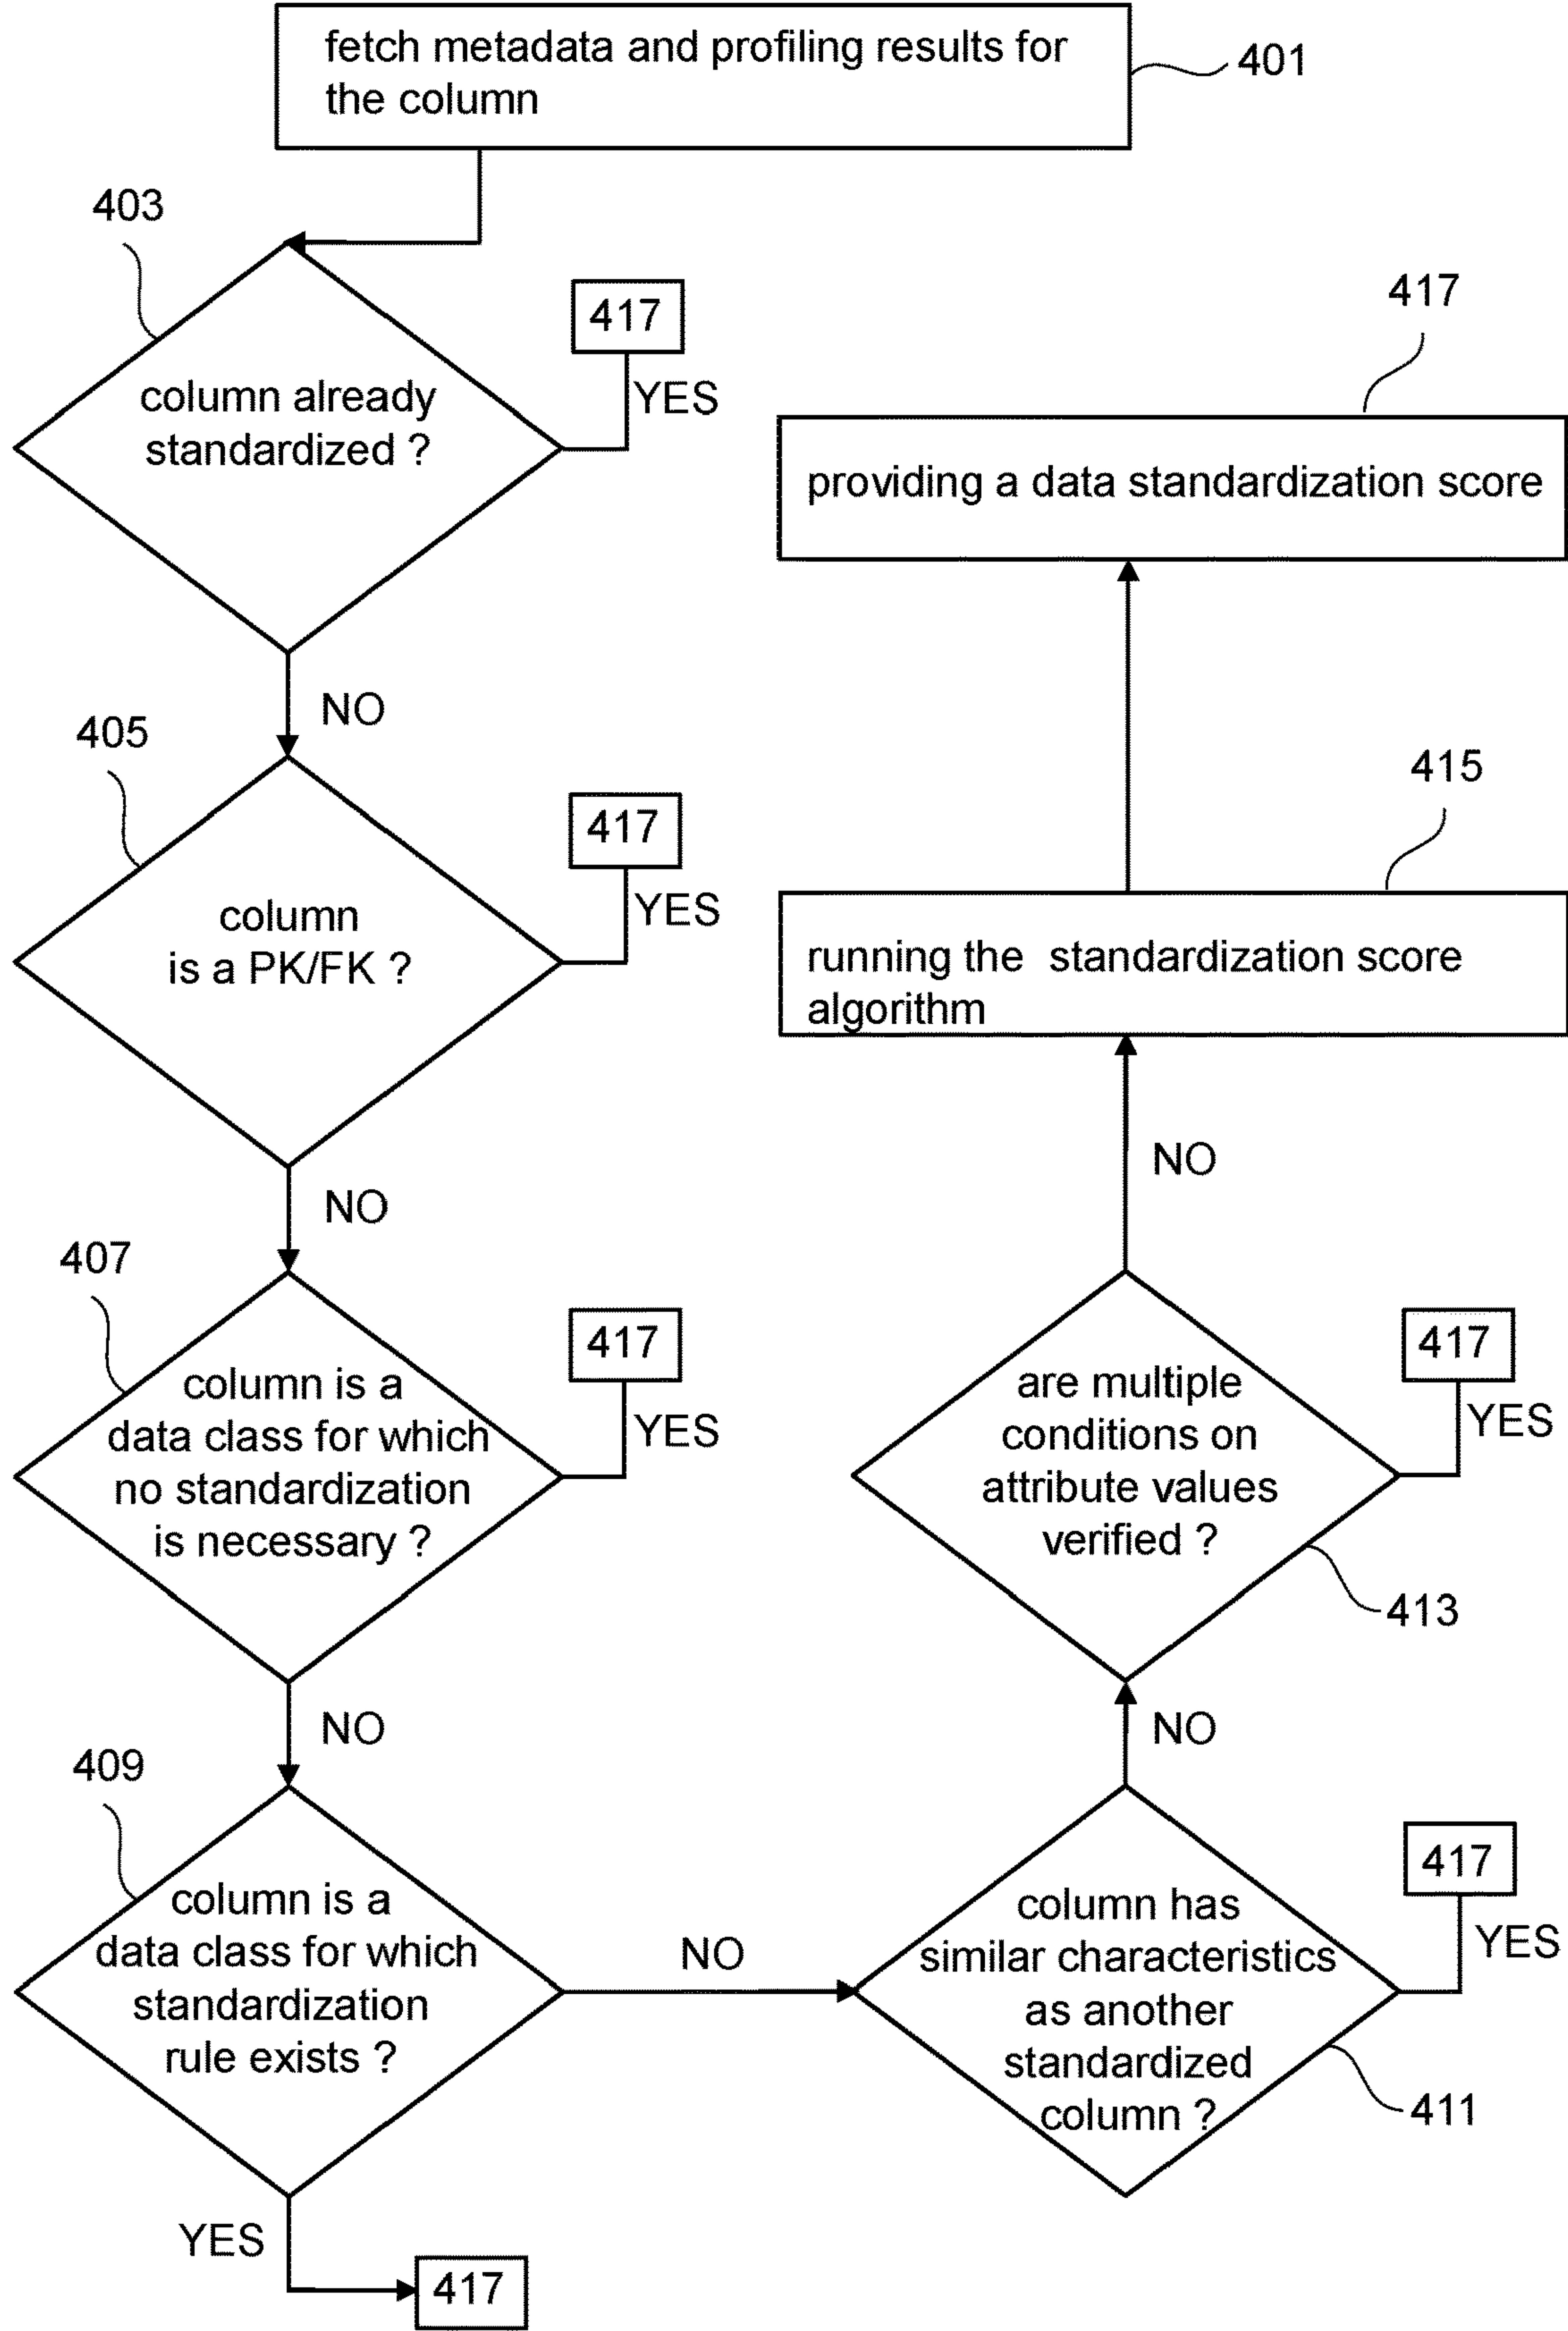 fetch metadata and profiling results for
the column
401
403
417
YES
column already
standardized ?
NO
405
417
YES
column
is a PK/FK ?
NO
407
417
YES
column is a
data class for which
no standardization
is necessary ?
NO
409
column is a
data class for which
standardization
rule exists ?
YES
417
NO
417
YES
column has
similar characteristics
as another
standardized
column ?
411
NO
417
YES
are multiple
conditions on
attribute values
verified ?
413
NO
415
running the standardization score
algorithm
417
providing a data standardization score